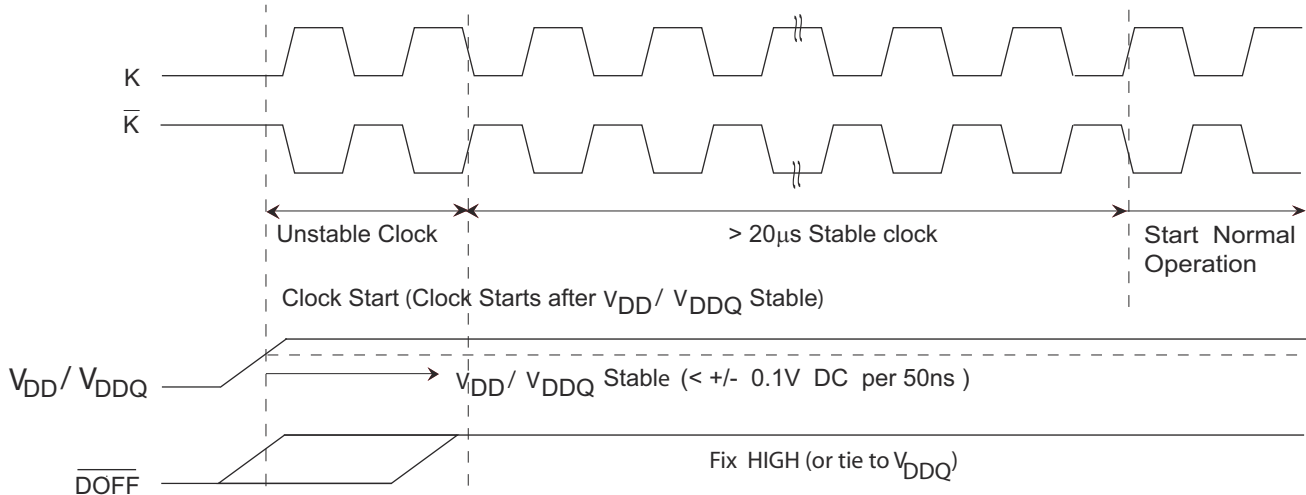 K
K̅
Unstable Clock
> 20μs Stable clock
Start Normal
Operation
Clock Start (Clock Starts after VDD / VDDQ Stable)
VDD / VDDQ
VDD / VDDQ Stable (< +/- 0.1V DC per 50ns )
D̅O̅F̅F̅
Fix HIGH (or tie to VDDQ)